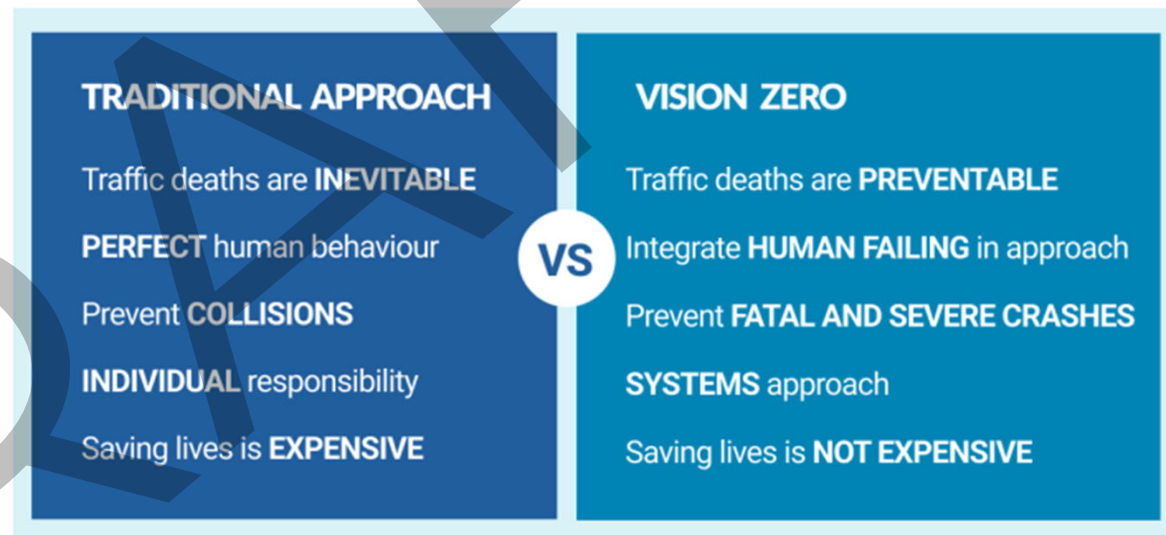 TRADITIONAL APPROACH
Traffic deaths are INEVITABLE
PERFECT human behaviour
Prevent COLLISIONS
INDIVIDUAL responsibility
Saving lives is EXPENSIVE
VS
VISION ZERO
Traffic deaths are PREVENTABLE
Integrate HUMAN FAILING in approach
Prevent FATAL AND SEVERE CRASHES
SYSTEMS approach
Saving lives is NOT EXPENSIVE